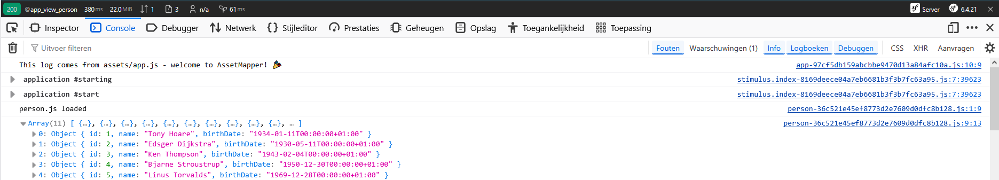 200 @app_view_person 380 ms 22.0 MiB 1 3 n/a 61 ms Server 6.4.21
Inspector Console Debugger Netwerk Stijleditor Prestaties Geheugen Opslag Toegankelijkheid Toepassing
Uitvoer filteren Fouten Waarschuwingen (1) Info Logboeken Debuggen CSS XHR Aanvragen
This log comes from assets/app.js - welcome to AssetMapper! 🎉 app-97cf5db159abcbbe9470d13a84afc10a.js:10:9
application #starting stimulus.index-8169deece04a7eb6681b3f3b7fc63a95.js:7:39623
application #start stimulus.index-8169deece04a7eb6681b3f3b7fc63a95.js:7:39623
person.js loaded person-36c521e45ef8773d2e7609d0dfc8b128.js:1:9
Array(11) [ {…}, {…}, {…}, {…}, {…}, {…}, {…}, {…}, {…}, {…}, … ] person-36c521e45ef8773d2e7609d0dfc8b128.js:9:13
0: Object { id: 1, name: "Tony Hoare", birthDate: "1934-01-11T00:00:00+01:00" }
1: Object { id: 2, name: "Edsger Dijkstra", birthDate: "1930-05-11T00:00:00+01:00" }
2: Object { id: 3, name: "Ken Thompson", birthDate: "1943-02-04T00:00:00+01:00" }
3: Object { id: 4, name: "Bjarne Stroustrup", birthDate: "1950-12-30T00:00:00+01:00" }
4: Object { id: 5, name: "Linus Torvalds", birthDate: "1969-12-28T00:00:00+01:00" }